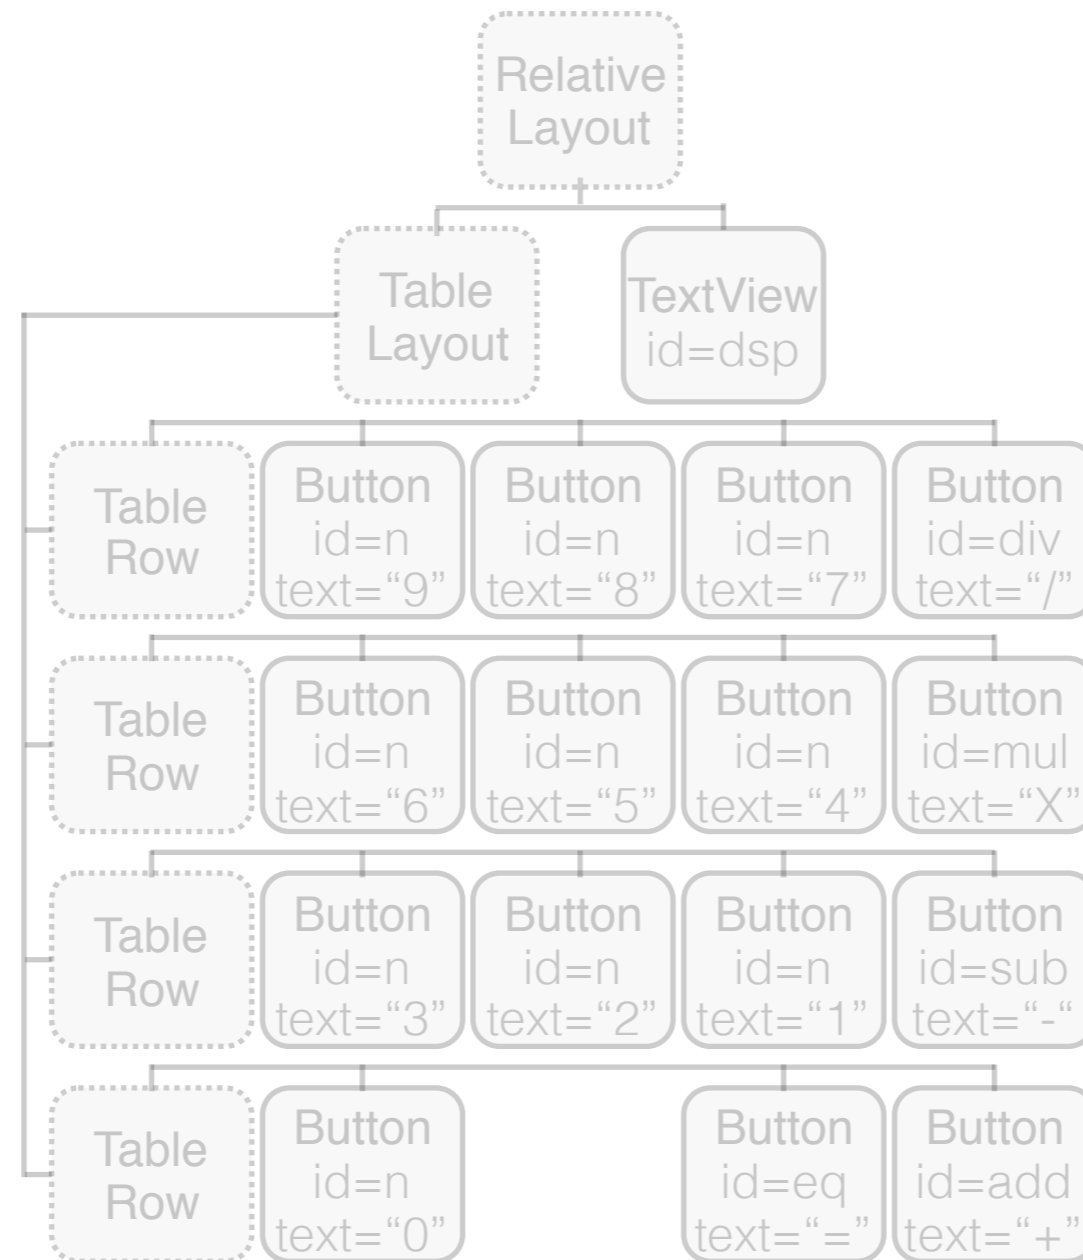 Relative
Layout
Table
Layout
TextView
id=dsp
Table
Row
Button
id=n
text=“9”
Button
id=n
text=“8”
Button
id=n
text=“7”
Button
id=div
text=“/”
Table
Row
Button
id=n
text=“6”
Button
id=n
text=“5”
Button
id=n
text=“4”
Button
id=mul
text=“X”
Table
Row
Button
id=n
text=“3”
Button
id=n
text=“2”
Button
id=n
text=“1”
Button
id=sub
text=“-“
Table
Row
Button
id=n
text=“0”
Button
id=eq
text=“=”
Button
id=add
text=“+”